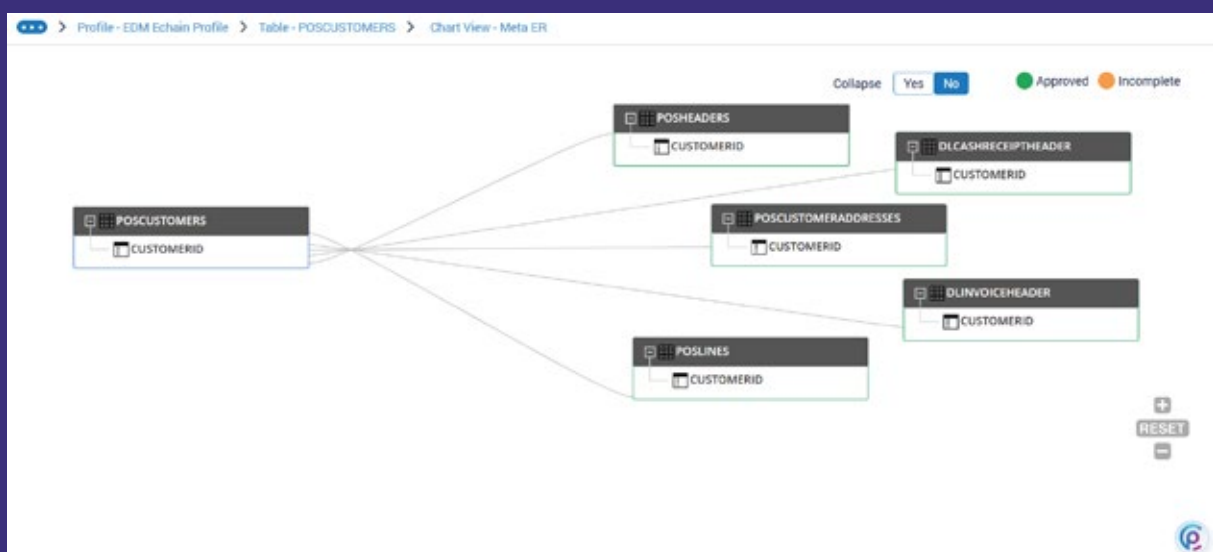 Profile - EDM Echain Profile > Table - POSCUSTOMERS > Chart View - Meta ER
Collapse Yes No Approved Incomplete
POSHEADERS
CUSTOMERID
DLCASHRECEIPTHEADER
CUSTOMERID
POSCUSTOMERS
CUSTOMERID
POSCUSTOMERADDRESSES
CUSTOMERID
DLINVOICEHEADER
CUSTOMERID
POSLINES
CUSTOMERID
RESET